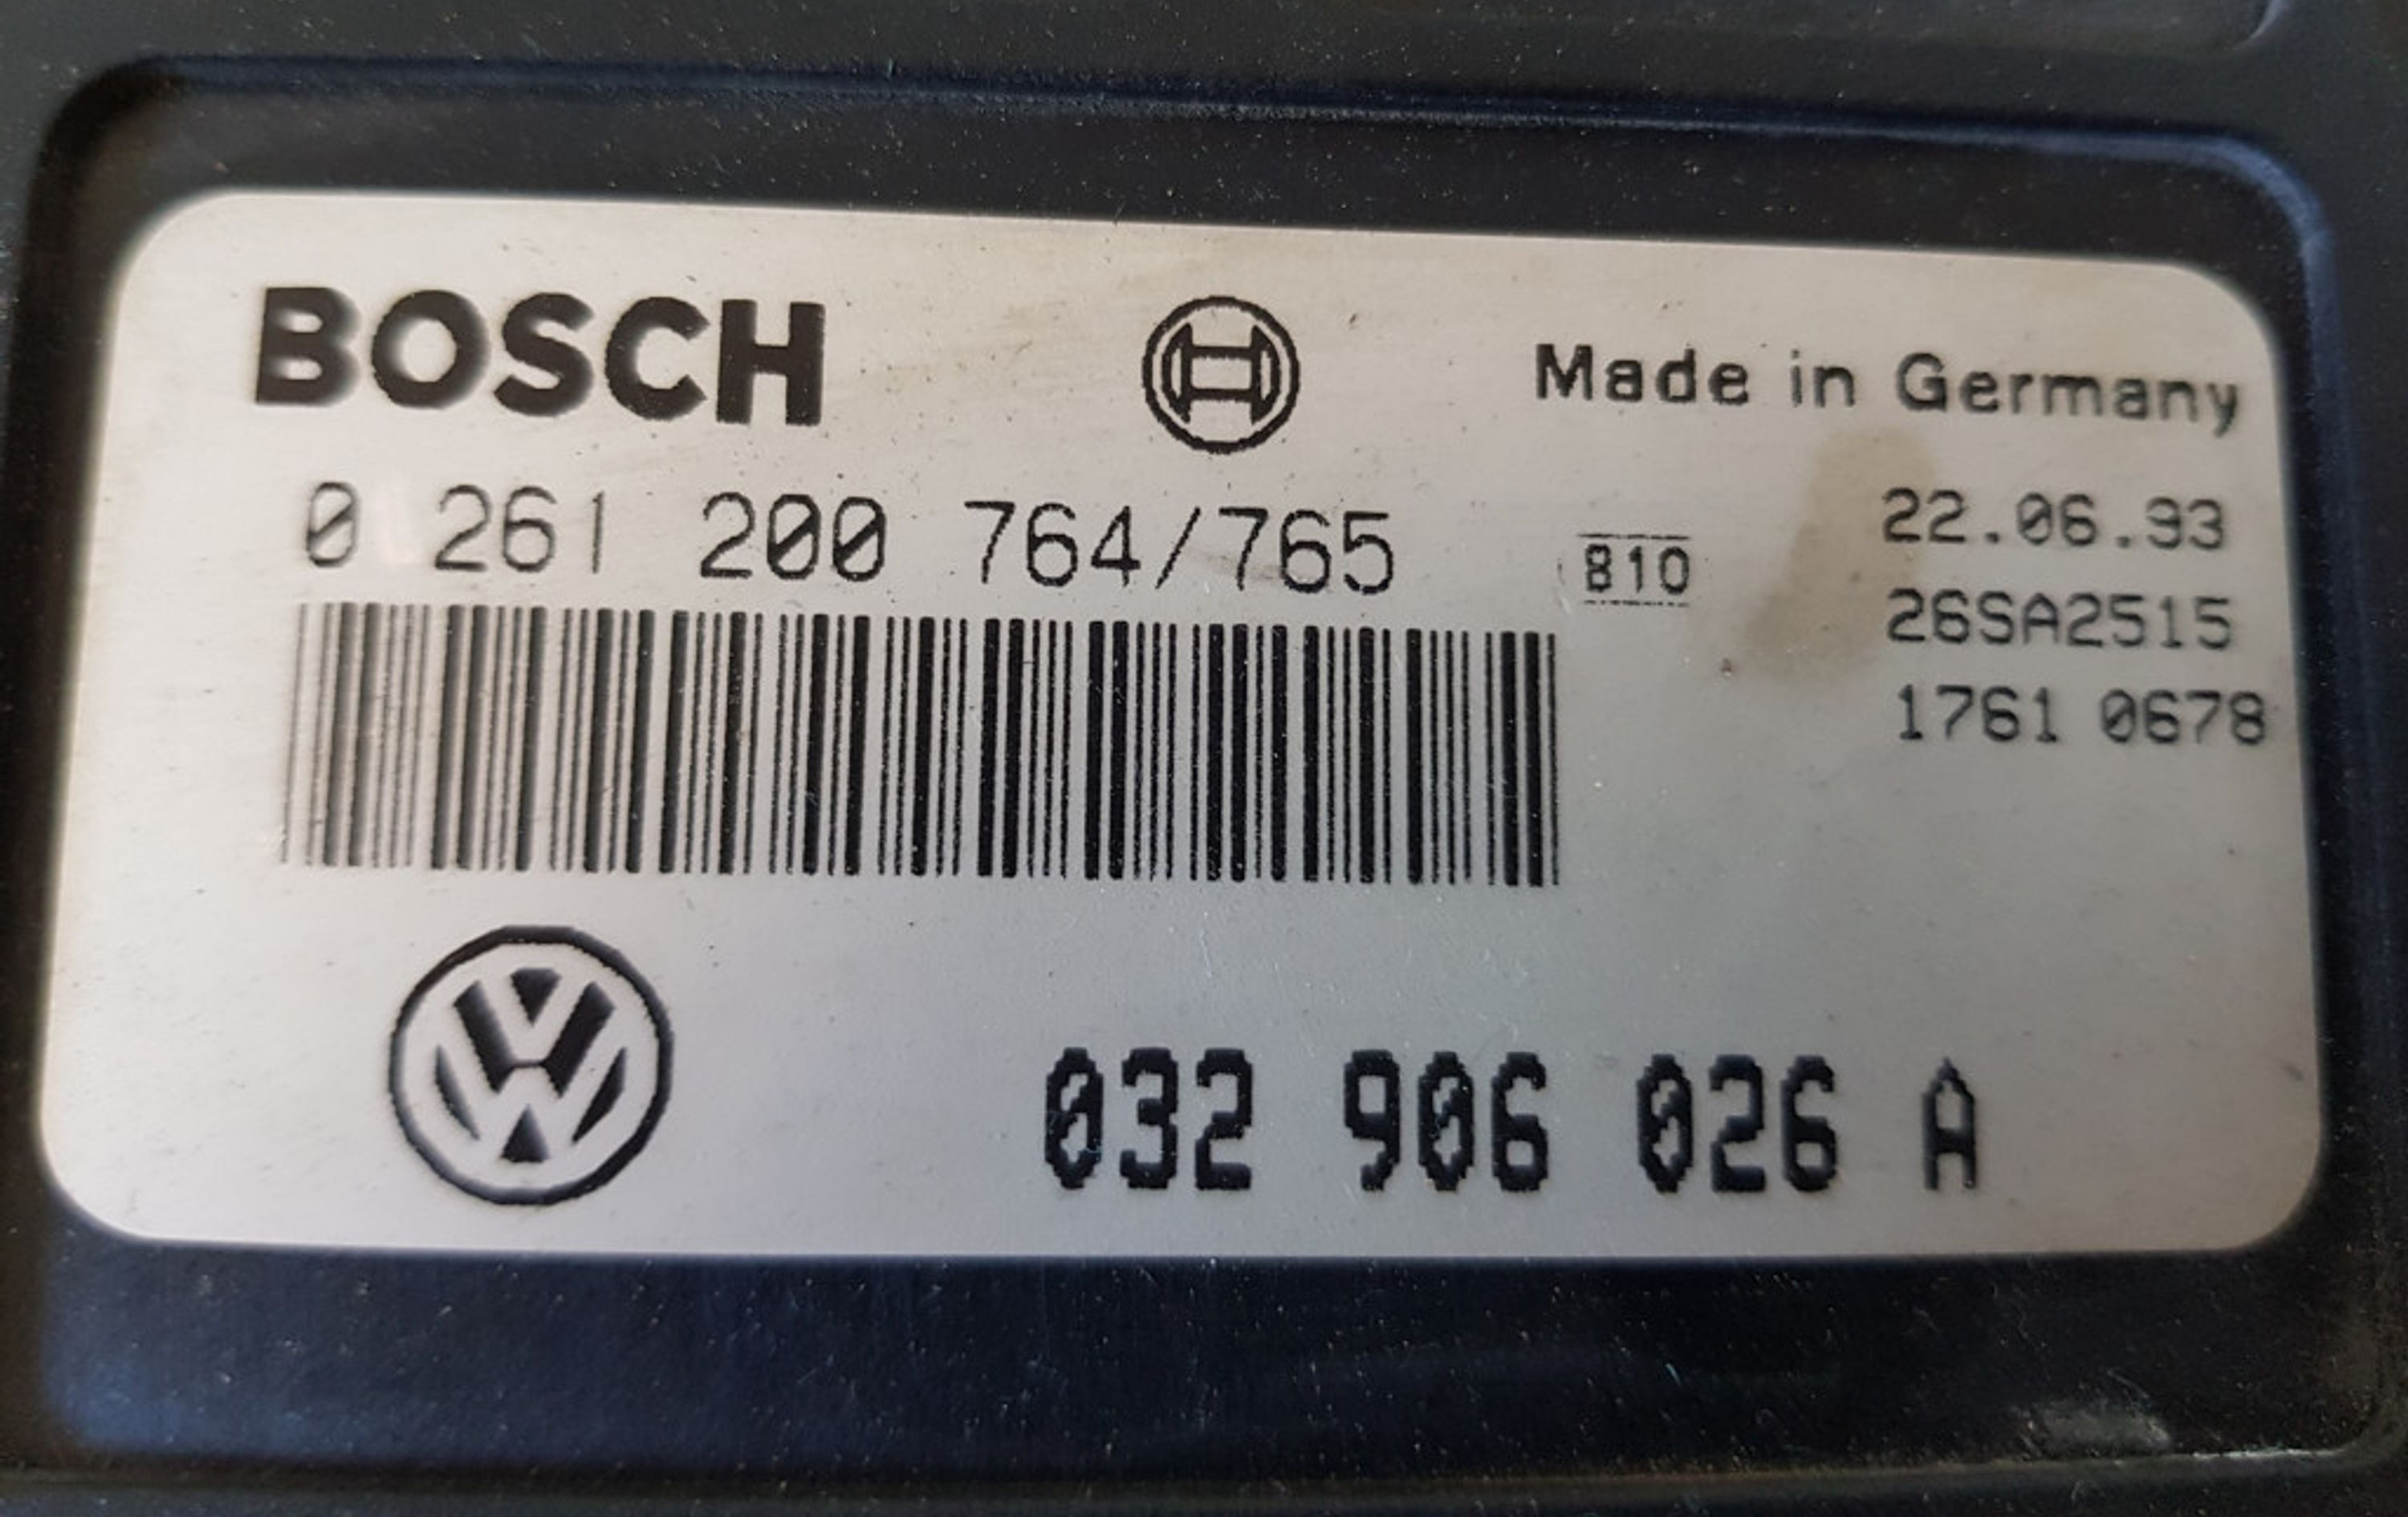 BOSCH Made in Germany
0 261 200 764/765 810 22.06.93
26SA2515
1761 0678
032 906 026 A